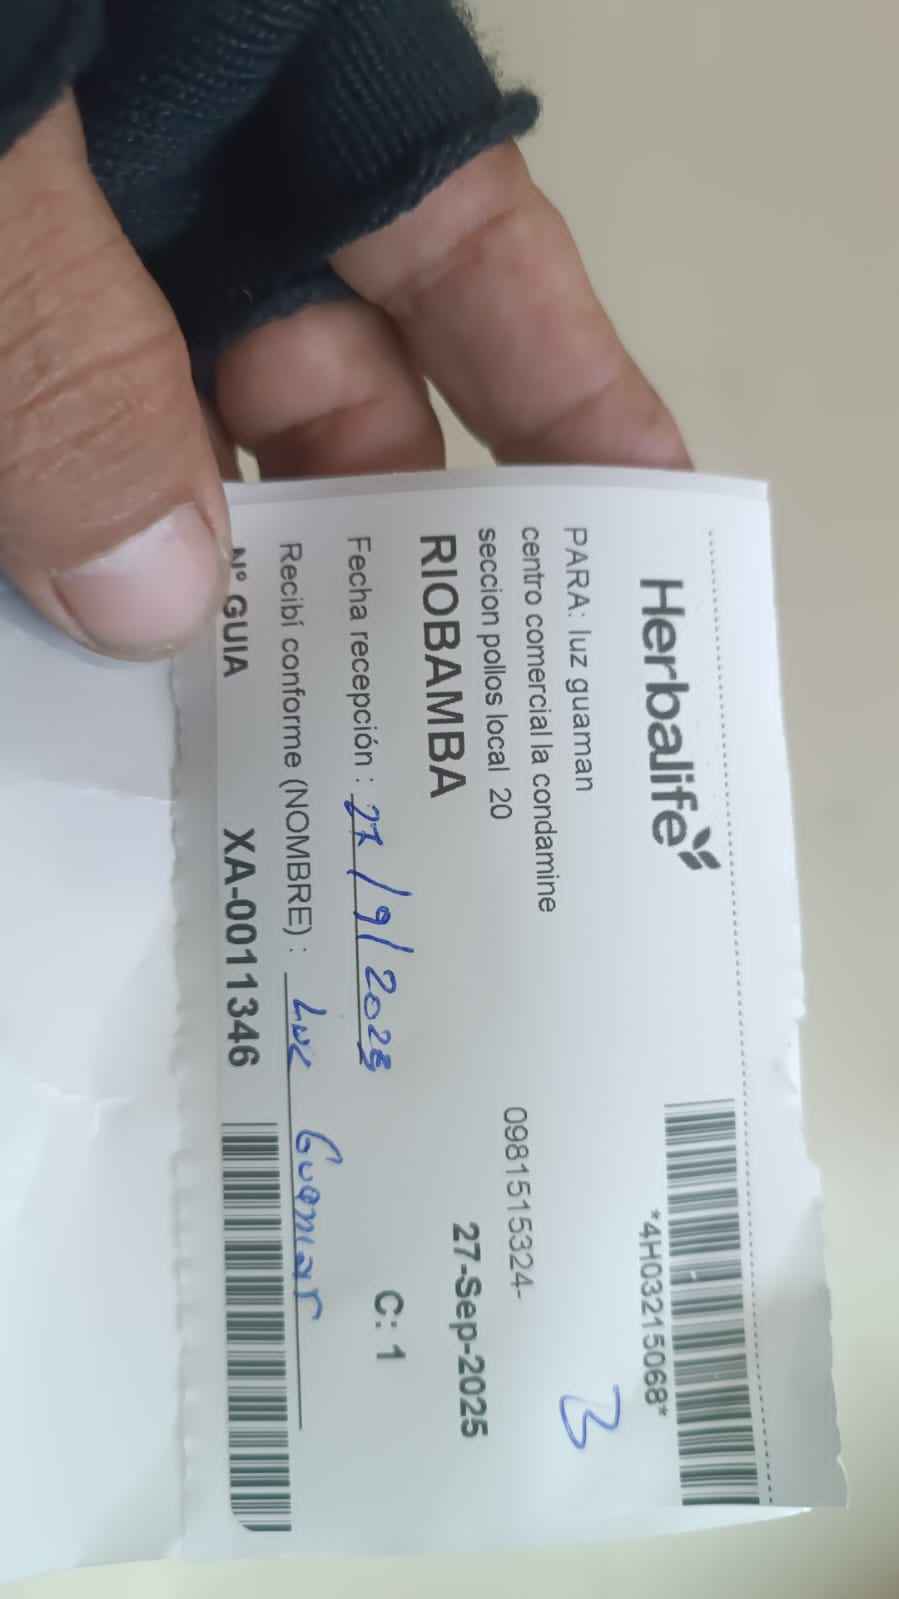 Herbalife
*4H03215068*
PARA: luz guaman
centro comercial la condamine
seccion pollos local 20
0981515324-
3
RIOBAMBA
27-Sep-2025
Fecha recepción : 27/9/2025
C: 1
Recibí conforme (NOMBRE) : Luz Guaman
N° GUIA XA-0011346